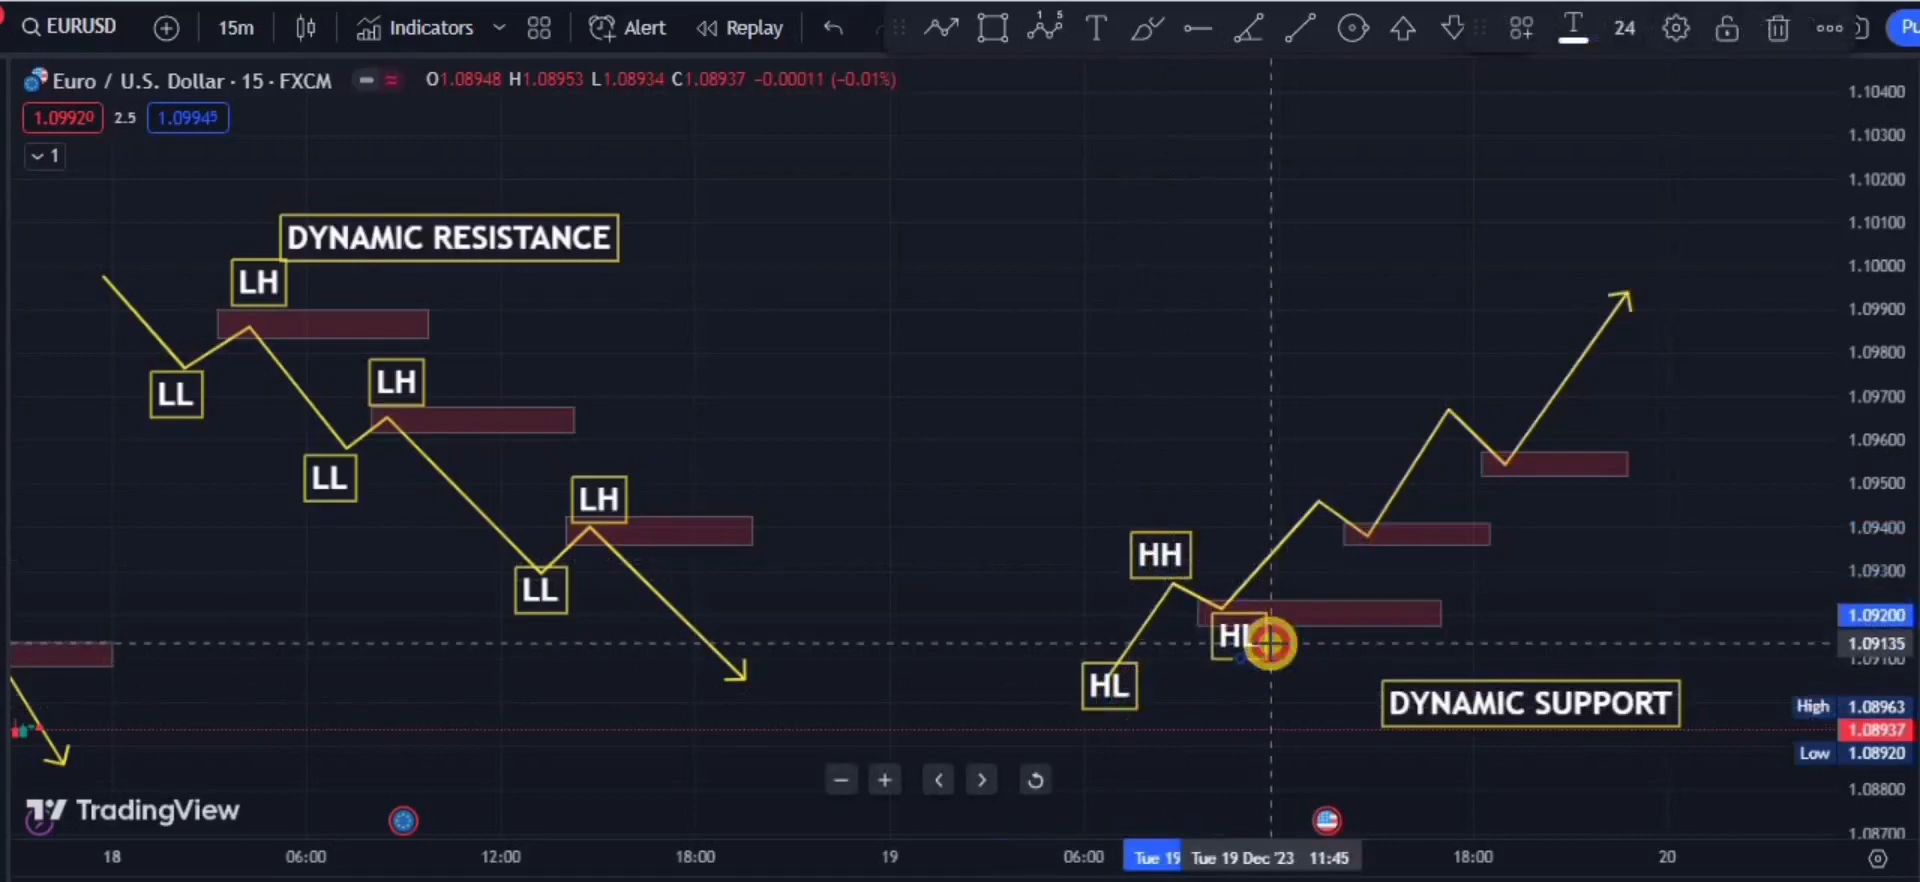 EURUSD 15m Indicators Alert Replay 24
Euro / U.S. Dollar · 15 · FXCM O1.08948 H1.08953 L1.08934 C1.08937 −0.00011 (−0.01%)
1.09920 2.5 1.09945
1
DYNAMIC RESISTANCE
LH
LL
LH
LL
LH
LL
HH
HL
HL
DYNAMIC SUPPORT
1.10400
1.10300
1.10200
1.10100
1.10000
1.09900
1.09800
1.09700
1.09600
1.09500
1.09400
1.09300
1.09200
1.09135
1.09100
High 1.08963
1.08937
Low 1.08920
1.08800
1.08700
TradingView
18 06:00 12:00 18:00 19 06:00 Tue 19 Tue 19 Dec '23 11:45 18:00 20